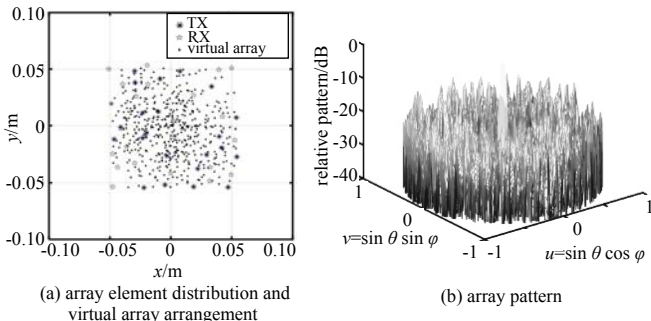 TX
RX
virtual array
0.10
0.05
0
-0.05
-0.10
y/m
-0.10 -0.05 0 0.05 0.10
x/m
(a) array element distribution and
virtual array arrangement
relative pattern/dB
0
-10
-20
-30
-40
1
0
-1
v=sin θ sin φ
-1
0
1
u=sin θ cos φ
(b) array pattern